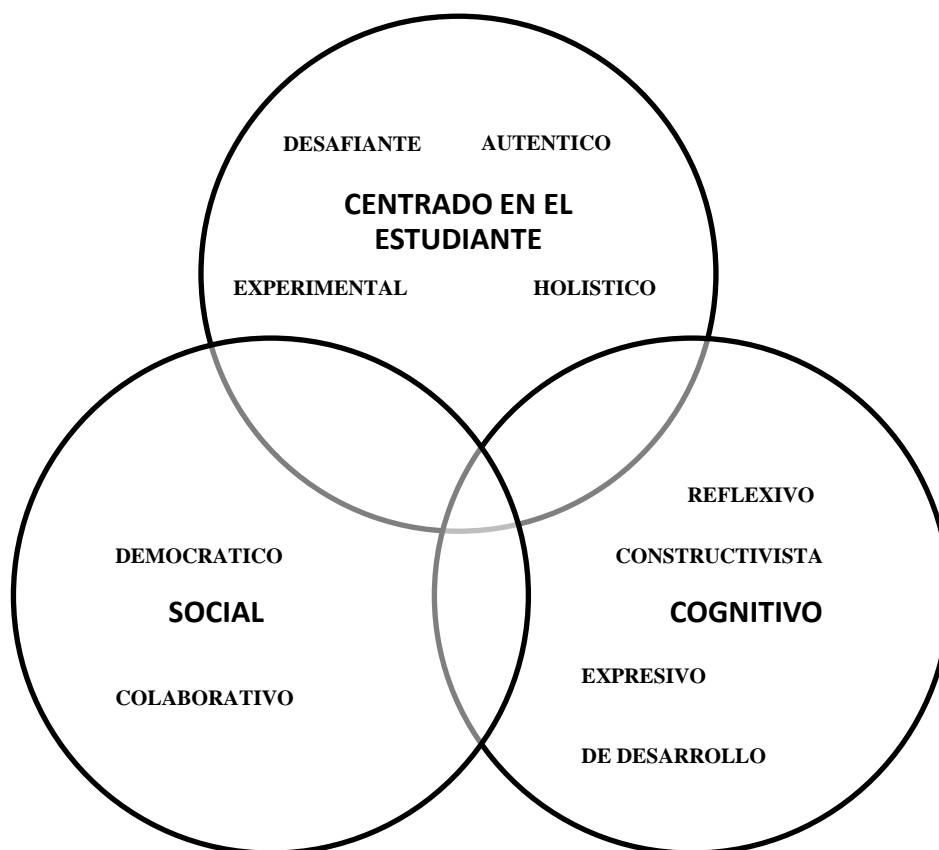 DESAFIANTE AUTENTICO
CENTRADO EN EL
ESTUDIANTE
EXPERIMENTAL HOLISTICO
REFLEXIVO
DEMOCRATICO CONSTRUCTIVISTA
SOCIAL COGNITIVO
EXPRESIVO
COLABORATIVO
DE DESARROLLO